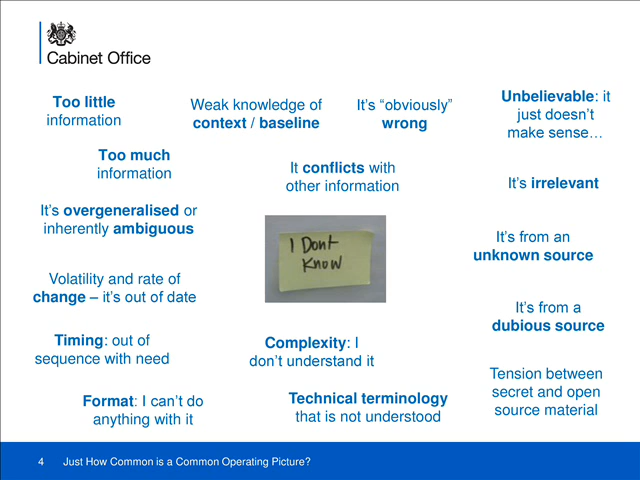 Cabinet Office
Too little
information
Weak knowledge of
context / baseline
It’s “obviously”
wrong
Unbelievable: it
just doesn’t
make sense…
Too much
information
It conflicts with
other information
It’s irrelevant
It’s overgeneralised or
inherently ambiguous
I Dont
Know
It’s from an
unknown source
Volatility and rate of
change – it’s out of date
It’s from a
dubious source
Timing: out of
sequence with need
Complexity: I
don’t understand it
Tension between
secret and open
source material
Format: I can’t do
anything with it
Technical terminology
that is not understood
4 Just How Common is a Common Operating Picture?